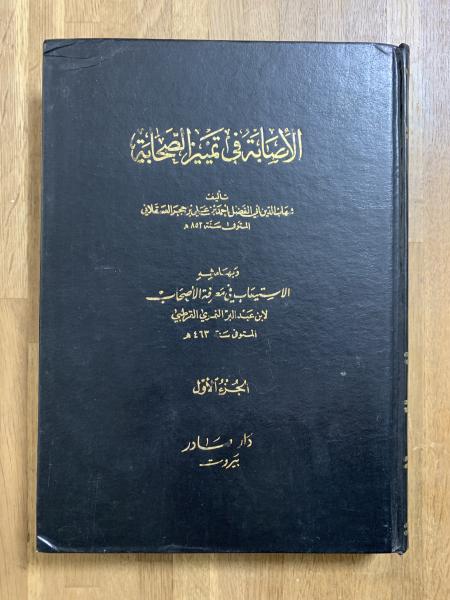 الإصابة في تمييز الصحابة
تأليف
شهاب الدين أبي الفضل أحمد بن علي بن حجر العسقلاني
المتوفى سنة ٨٥٢ هـ
وبهامشه
الاستيعاب في معرفة الأصحاب
لابن عبد البر النمري القرطبي
المتوفى سنة ٤٦٣ هـ
الجزء الأول
دار صادر
بيروت